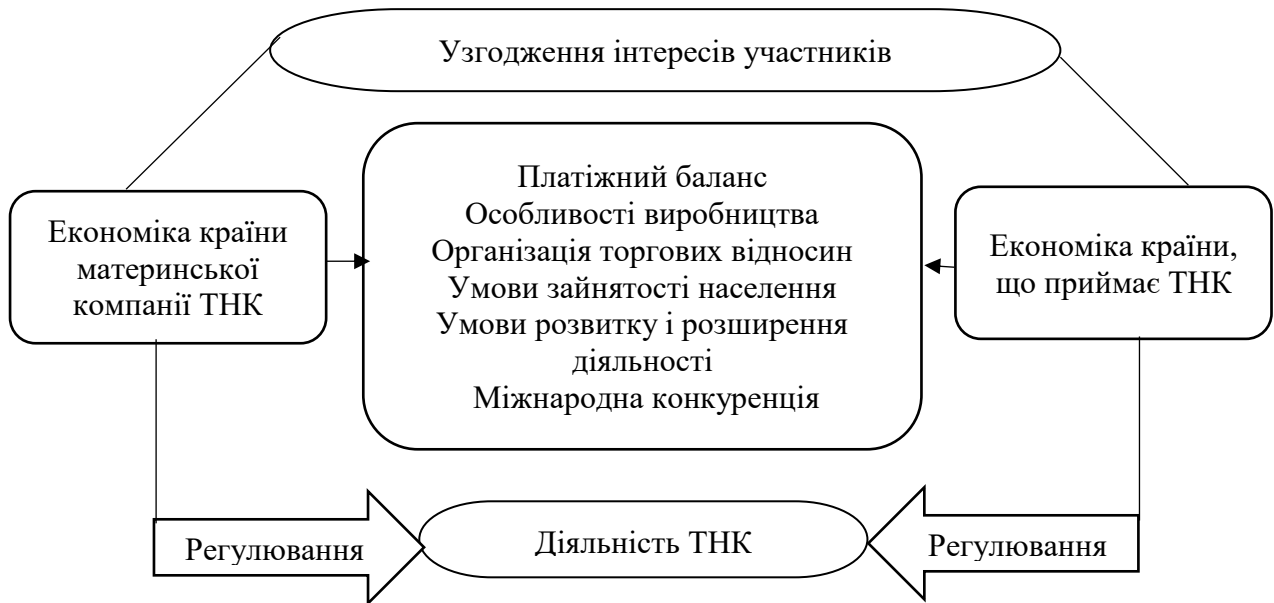 Узгодження інтересів участників
Економіка країни
материнської
компанії ТНК
Платіжний баланс
Особливості виробництва
Організація торгових відносин
Умови зайнятості населення
Умови розвитку і розширення
діяльності
Міжнародна конкуренція
Економіка країни,
що приймає ТНК
Регулювання
Діяльність ТНК
Регулювання